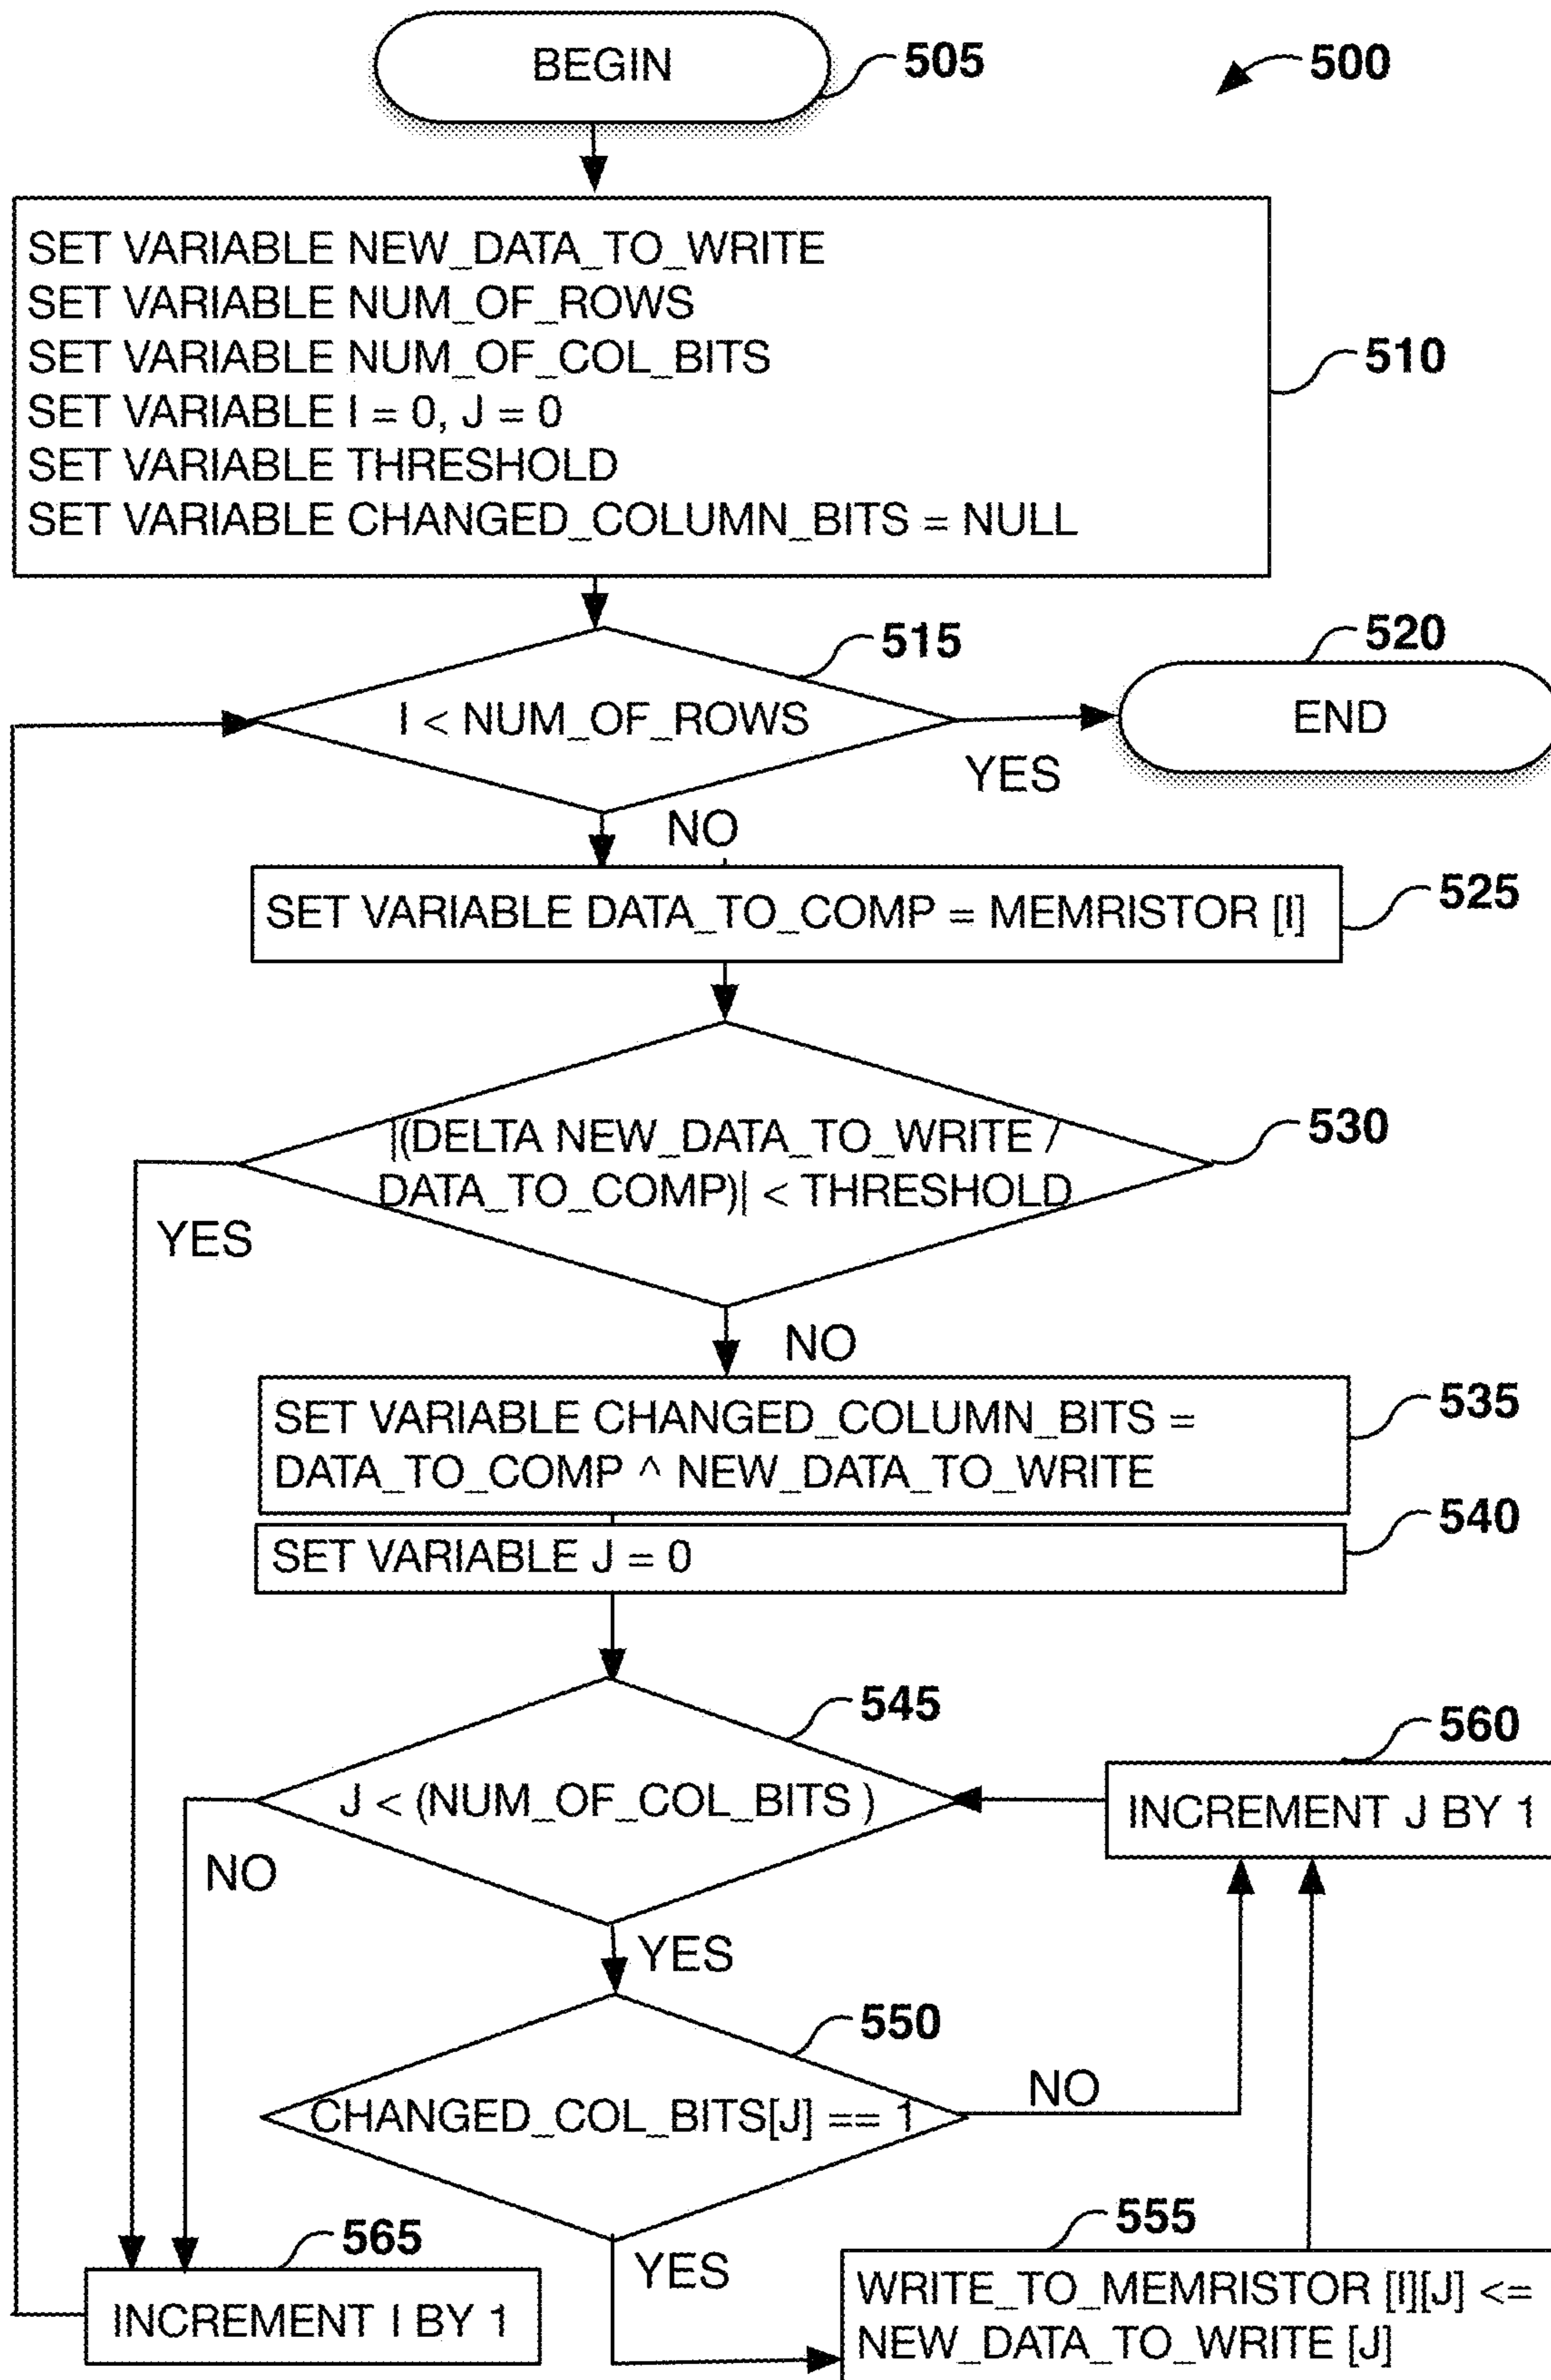 BEGIN
505
500
SET VARIABLE NEW_DATA_TO_WRITE
SET VARIABLE NUM_OF_ROWS
SET VARIABLE NUM_OF_COL_BITS
SET VARIABLE I = 0, J = 0
SET VARIABLE THRESHOLD
SET VARIABLE CHANGED_COLUMN_BITS = NULL
510
515
520
I < NUM_OF_ROWS
END
YES
NO
525
SET VARIABLE DATA_TO_COMP = MEMRISTOR [I]
530
|(DELTA NEW_DATA_TO_WRITE /
DATA_TO_COMP)| < THRESHOLD
YES
NO
535
SET VARIABLE CHANGED_COLUMN_BITS =
DATA_TO_COMP ^ NEW_DATA_TO_WRITE
540
SET VARIABLE J = 0
545
560
J < (NUM_OF_COL_BITS )
INCREMENT J BY 1
NO
YES
550
CHANGED_COL_BITS[J] == 1
NO
565
YES
555
INCREMENT I BY 1
WRITE_TO_MEMRISTOR [I][J] <=
NEW_DATA_TO_WRITE [J]